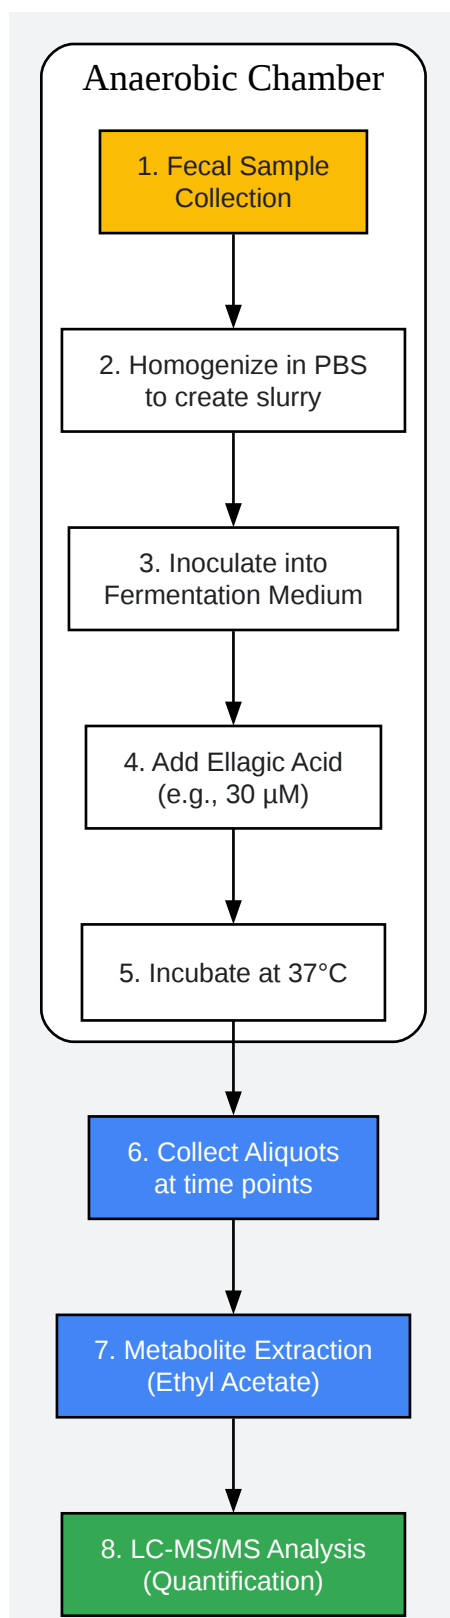 Anaerobic Chamber
1. Fecal Sample
Collection
2. Homogenize in PBS
to create slurry
3. Inoculate into
Fermentation Medium
4. Add Ellagic Acid
(e.g., 30 µM)
5. Incubate at 37°C
6. Collect Aliquots
at time points
7. Metabolite Extraction
(Ethyl Acetate)
8. LC-MS/MS Analysis
(Quantification)